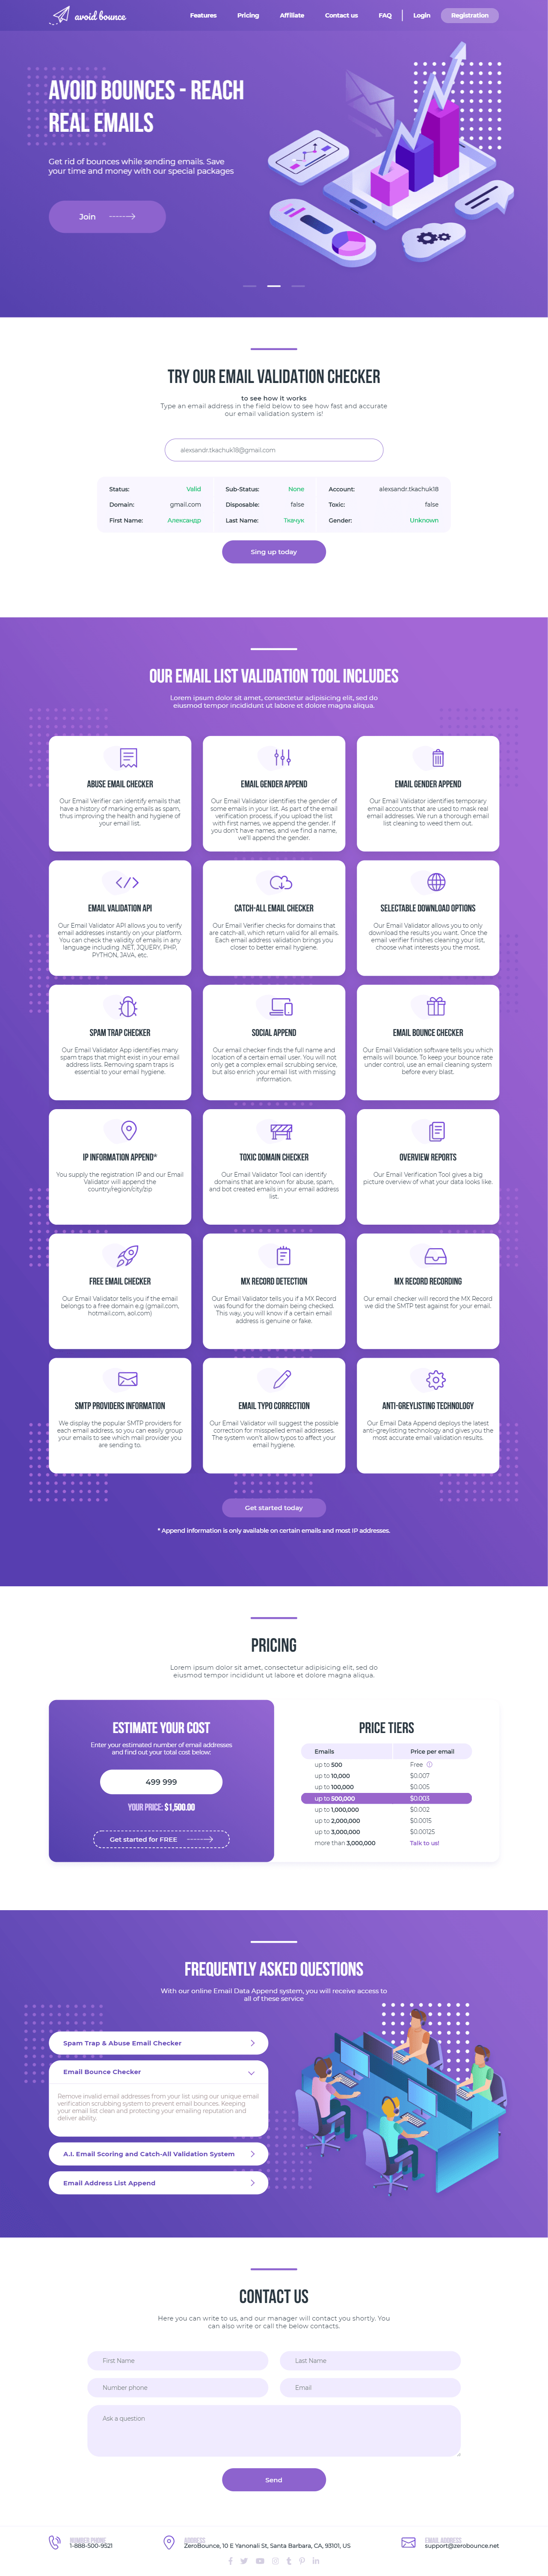 avoid bounce
Features Pricing Affiliate Contact us FAQ Login Registration
AVOID BOUNCES - REACH
REAL EMAILS
Get rid of bounces while sending emails. Save
your time and money with our special packages
Join
TRY OUR EMAIL VALIDATION CHECKER
to see how it works
Type an email address in the field below to see how fast and accurate
our email validation system is!
alexsandr.tkachuk18@gmail.com
Status: Valid Sub-Status: None Account: alexsandr.tkachuk18
Domain: gmail.com Disposable: false Toxic: false
First Name: Александр Last Name: Ткачук Gender: Unknown
Sing up today
OUR EMAIL LIST VALIDATION TOOL INCLUDES
Lorem ipsum dolor sit amet, consectetur adipisicing elit, sed do
eiusmod tempor incididunt ut labore et dolore magna aliqua.
ABUSE EMAIL CHECKER
Our Email Verifier can identify emails that
have a history of marking emails as spam,
thus improving the health and hygiene of
your email list.
EMAIL GENDER APPEND
Our Email Validator identifies the gender of
some emails in your list. As part of the email
verification process, if you upload the list
with first names, we append the gender. If
you don't have names, and we find a name,
we'll append the gender.
EMAIL GENDER APPEND
Our Email Validator identifies temporary
email accounts that are used to mask real
email addresses. We run a thorough email
list cleaning to weed them out.
EMAIL VALIDATION API
Our Email Validator API allows you to verify
email addresses instantly on your platform.
You can check the validity of emails in any
language including .NET, JQUERY, PHP,
PYTHON, JAVA, etc.
CATCH-ALL EMAIL CHECKER
Our Email Verifier checks for domains that
are catch-all, which return valid for all emails.
Each email address validation brings you
closer to better email hygiene.
SELECTABLE DOWNLOAD OPTIONS
Our Email Validator allows you to only
download the results you want. Once the
email verifier finishes cleaning your list,
choose what interests you the most.
SPAM TRAP CHECKER
Our Email Validator App identifies many
spam traps that might exist in your email
address lists. Removing spam traps is
essential to your email hygiene.
SOCIAL APPEND
Our email checker finds the full name and
location of a certain email user. You will not
only get a complex email scrubbing service,
but also enrich your email list with missing
information.
EMAIL BOUNCE CHECKER
Our Email Validation software tells you which
emails will bounce. To keep your bounce rate
under control, use an email cleaning system
before every blast.
IP INFORMATION APPEND*
You supply the registration IP and our Email
Validator will append the
country/region/city/zip
TOXIC DOMAIN CHECKER
Our Email Validator Tool can identify
domains that are known for abuse, spam,
and bot created emails in your email address
list.
OVERVIEW REPORTS
Our Email Verification Tool gives a big
picture overview of what your data looks like.
FREE EMAIL CHECKER
Our Email Validator tells you if the email
belongs to a free domain e.g (gmail.com,
hotmail.com, aol.com)
MX RECORD DETECTION
Our Email Validator tells you if a MX Record
was found for the domain being checked.
This way, you will know if a certain email
address is genuine or fake.
MX RECORD RECORDING
Our email checker will record the MX Record
we did the SMTP test against for your email.
SMTP PROVIDERS INFORMATION
We display the popular SMTP providers for
each email address, so you can easily group
your emails to see which mail provider you
are sending to.
EMAIL TYPO CORRECTION
Our Email Validator will suggest the possible
correction for misspelled email addresses.
The system won't allow typos to affect your
email hygiene.
ANTI-GREYLISTING TECHNOLOGY
Our Email Data Append deploys the latest
anti-greylisting technology and gives you the
most accurate email validation results.
Get started today
* Append information is only available on certain emails and most IP addresses.
PRICING
Lorem ipsum dolor sit amet, consectetur adipisicing elit, sed do
eiusmod tempor incididunt ut labore et dolore magna aliqua.
ESTIMATE YOUR COST
Enter your estimated number of email addresses
and find out your total cost below:
499 999
YOUR PRICE: $1,500.00
Get started for FREE
PRICE TIERS
Emails Price per email
up to 500 Free
up to 10,000 $0.007
up to 100,000 $0.005
up to 500,000 $0.003
up to 1,000,000 $0.002
up to 2,000,000 $0.0015
up to 3,000,000 $0.00125
more than 3,000,000 Talk to us!
FREQUENTLY ASKED QUESTIONS
With our online Email Data Append system, you will receive access to
all of these service
Spam Trap & Abuse Email Checker
Email Bounce Checker
Remove invalid email addresses from your list using our unique email
verification scrubbing system to prevent email bounces. Keeping
your email list clean and protecting your emailing reputation and
deliver ability.
A.I. Email Scoring and Catch-All Validation System
Email Address List Append
CONTACT US
Here you can write to us, and our manager will contact you shortly. You
can also write or call the below contacts.
First Name Last Name
Number phone Email
Ask a question
Send
NUMBER PHONE
1-888-500-9521
ADDRESS
ZeroBounce, 10 E Yanonali St, Santa Barbara, CA, 93101, US
EMAIL ADDRESS
support@zerobounce.net